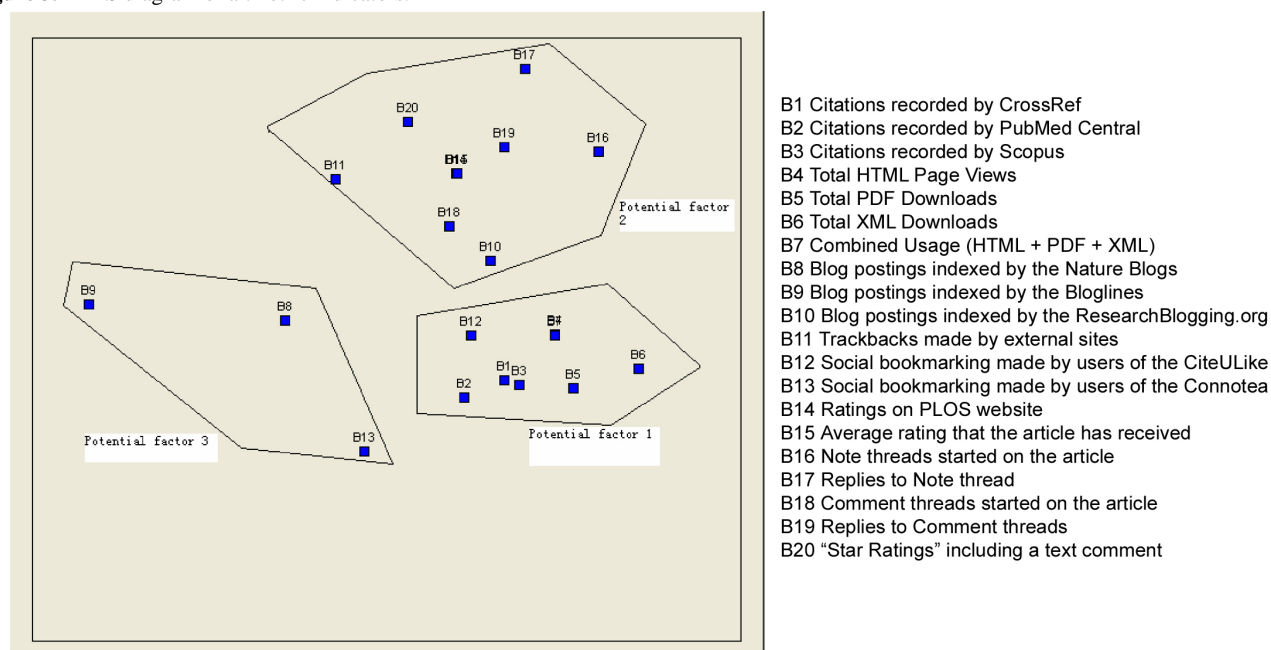 B17
B20
B19
B16
B11
B18
Potential factor
2
B10
B9
B8
B12
B6
B1
B3
B5
B2
B13
Potential factor 3
Potential factor 1
B1 Citations recorded by CrossRef
B2 Citations recorded by PubMed Central
B3 Citations recorded by Scopus
B4 Total HTML Page Views
B5 Total PDF Downloads
B6 Total XML Downloads
B7 Combined Usage (HTML + PDF + XML)
B8 Blog postings indexed by the Nature Blogs
B9 Blog postings indexed by the Bloglines
B10 Blog postings indexed by the ResearchBlogging.org
B11 Trackbacks made by external sites
B12 Social bookmarking made by users of the CiteULike
B13 Social bookmarking made by users of the Connotea
B14 Ratings on PLOS website
B15 Average rating that the article has received
B16 Note threads started on the article
B17 Replies to Note thread
B18 Comment threads started on the article
B19 Replies to Comment threads
B20 “Star Ratings” including a text comment